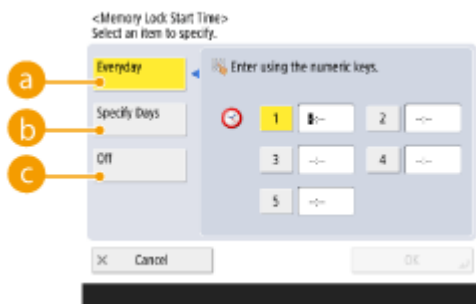 <Memory Lock Start Time>
Select an item to specify.
Everyday
Enter using the numeric keys.
a
Specify Days
b
1
--:--
2
--:--
Off
c
3
--:--
4
--:--
5
--:--
× Cancel
OK